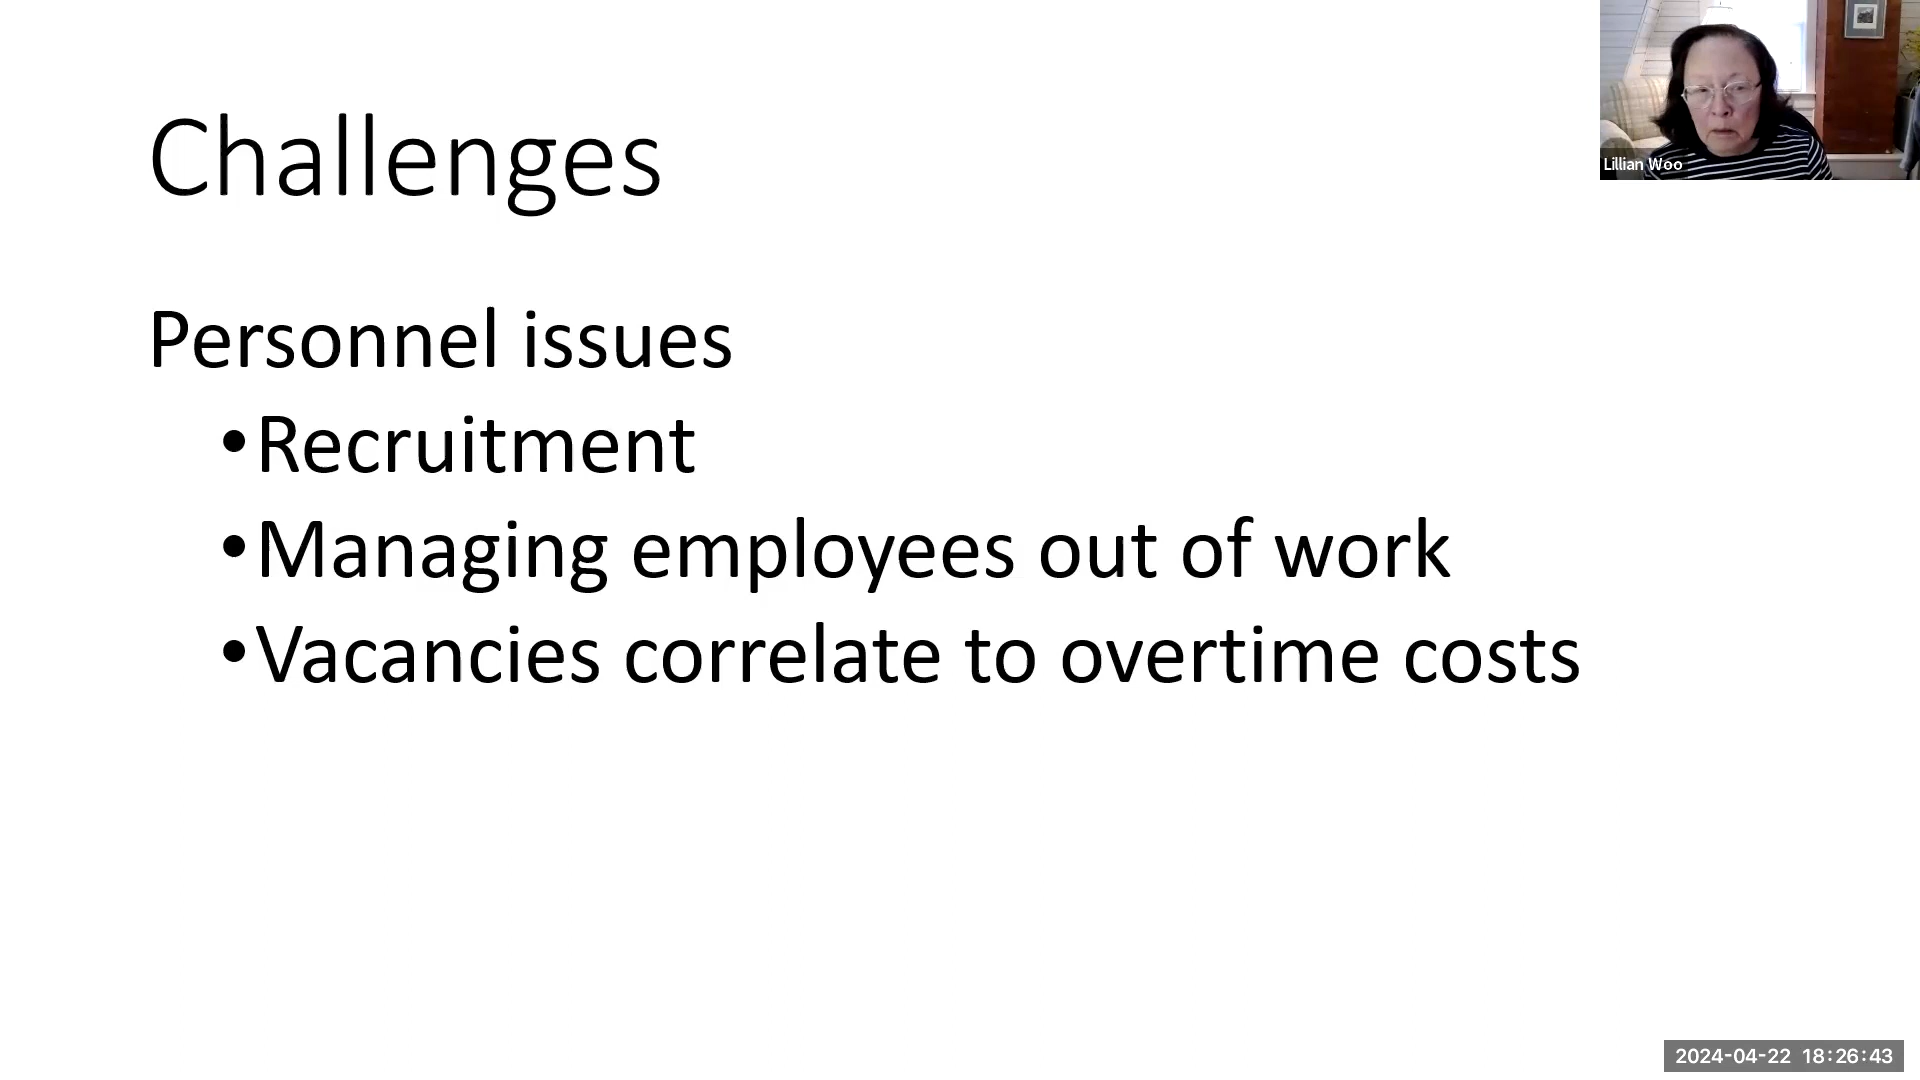 Challenges
Lillian Woo
Personnel issues
•Recruitment
•Managing employees out of work
•Vacancies correlate to overtime costs
2024-04-22 18:26:43